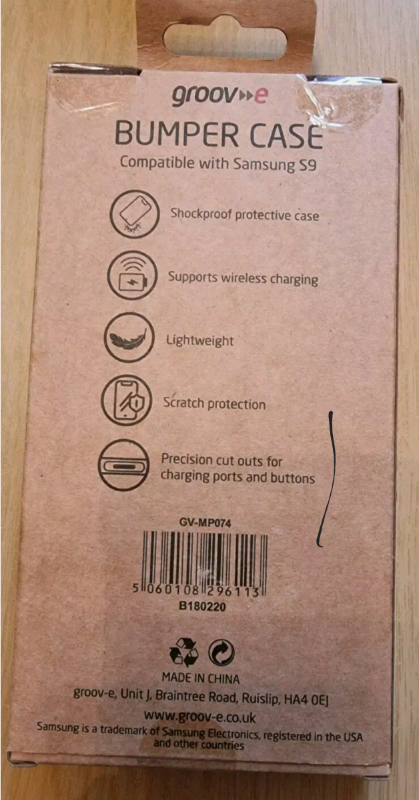 groov-e
BUMPER CASE
Compatible with Samsung S9
Shockproof protective case
Supports wireless charging
Lightweight
Scratch protection
Precision cut outs for
charging ports and buttons
GV-MP074
5 060108 296113
B180220
MADE IN CHINA
groov-e, Unit J, Braintree Road, Ruislip, HA4 0EJ
www.groov-e.co.uk
Samsung is a trademark of Samsung Electronics, registered in the USA
and other countries